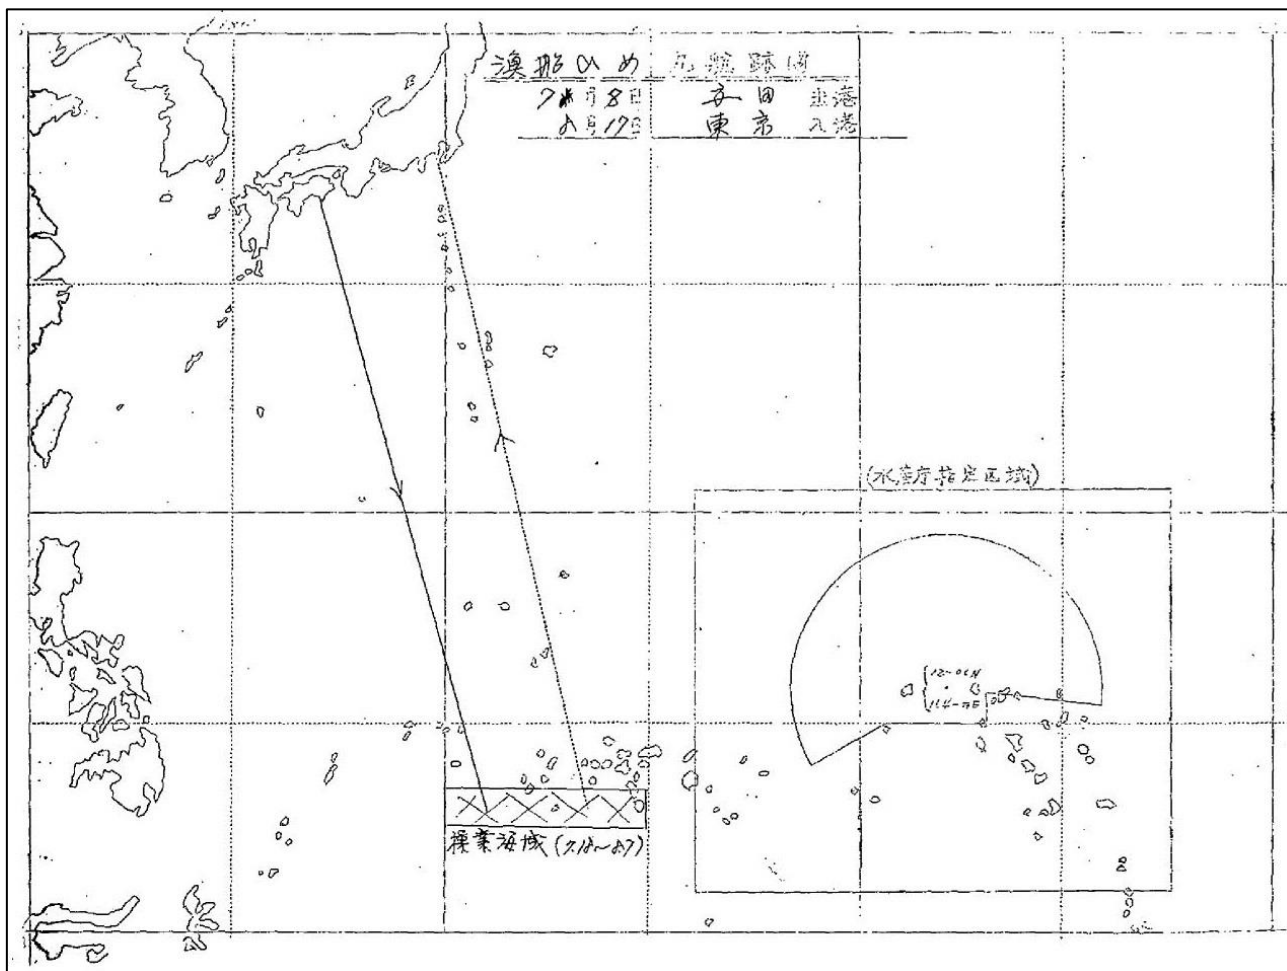 漁船ひめ丸航跡図
7月8日 安田 出港
8月17日 東京 入港
(水産庁指定区域)
操業海域(7.18~8.7)